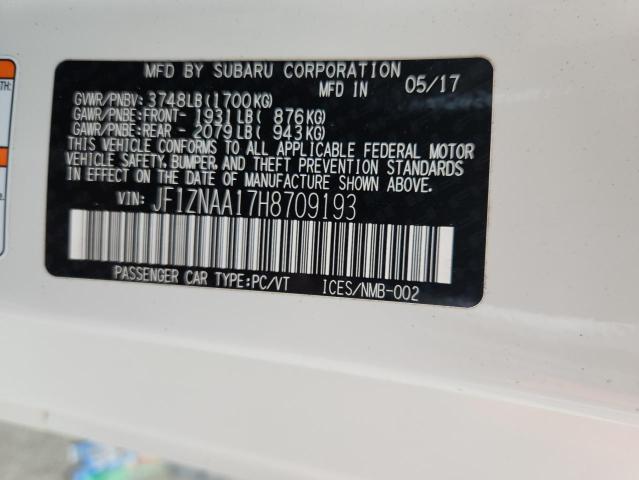 MFD BY SUBARU CORPORATION
MFD IN 05/17
GVWR/PNBV: 3748LB(1700KG)
GAWR/PNBE:FRONT- 1931LB( 876KG)
GAWR/PNBE:REAR - 2079LB( 943KG)
THIS VEHICLE CONFORMS TO ALL APPLICABLE FEDERAL MOTOR
VEHICLE SAFETY, BUMPER, AND THEFT PREVENTION STANDARDS
IN EFFECT ON THE DATE OF MANUFACTURE SHOWN ABOVE.
VIN: JF1ZNAA17H8709193
PASSENGER CAR TYPE:PC/VT ICES/NMB-002